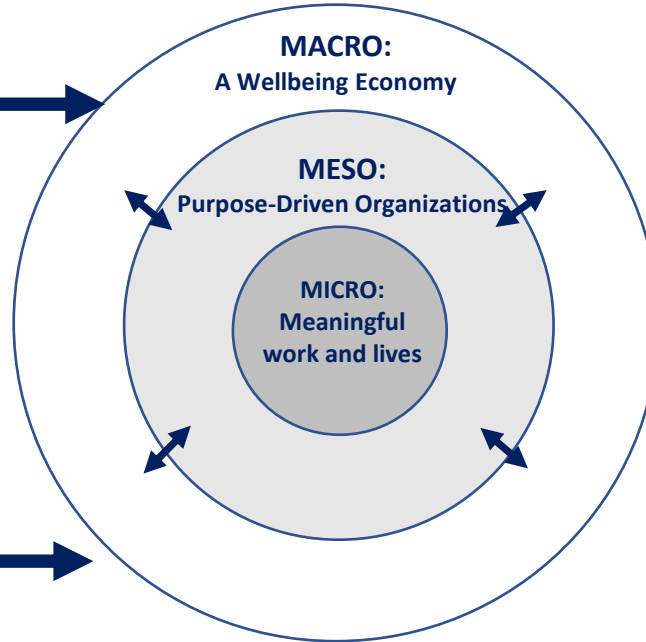 MACRO:
A Wellbeing Economy
MESO:
Purpose-Driven Organizations
MICRO:
Meaningful
work and lives